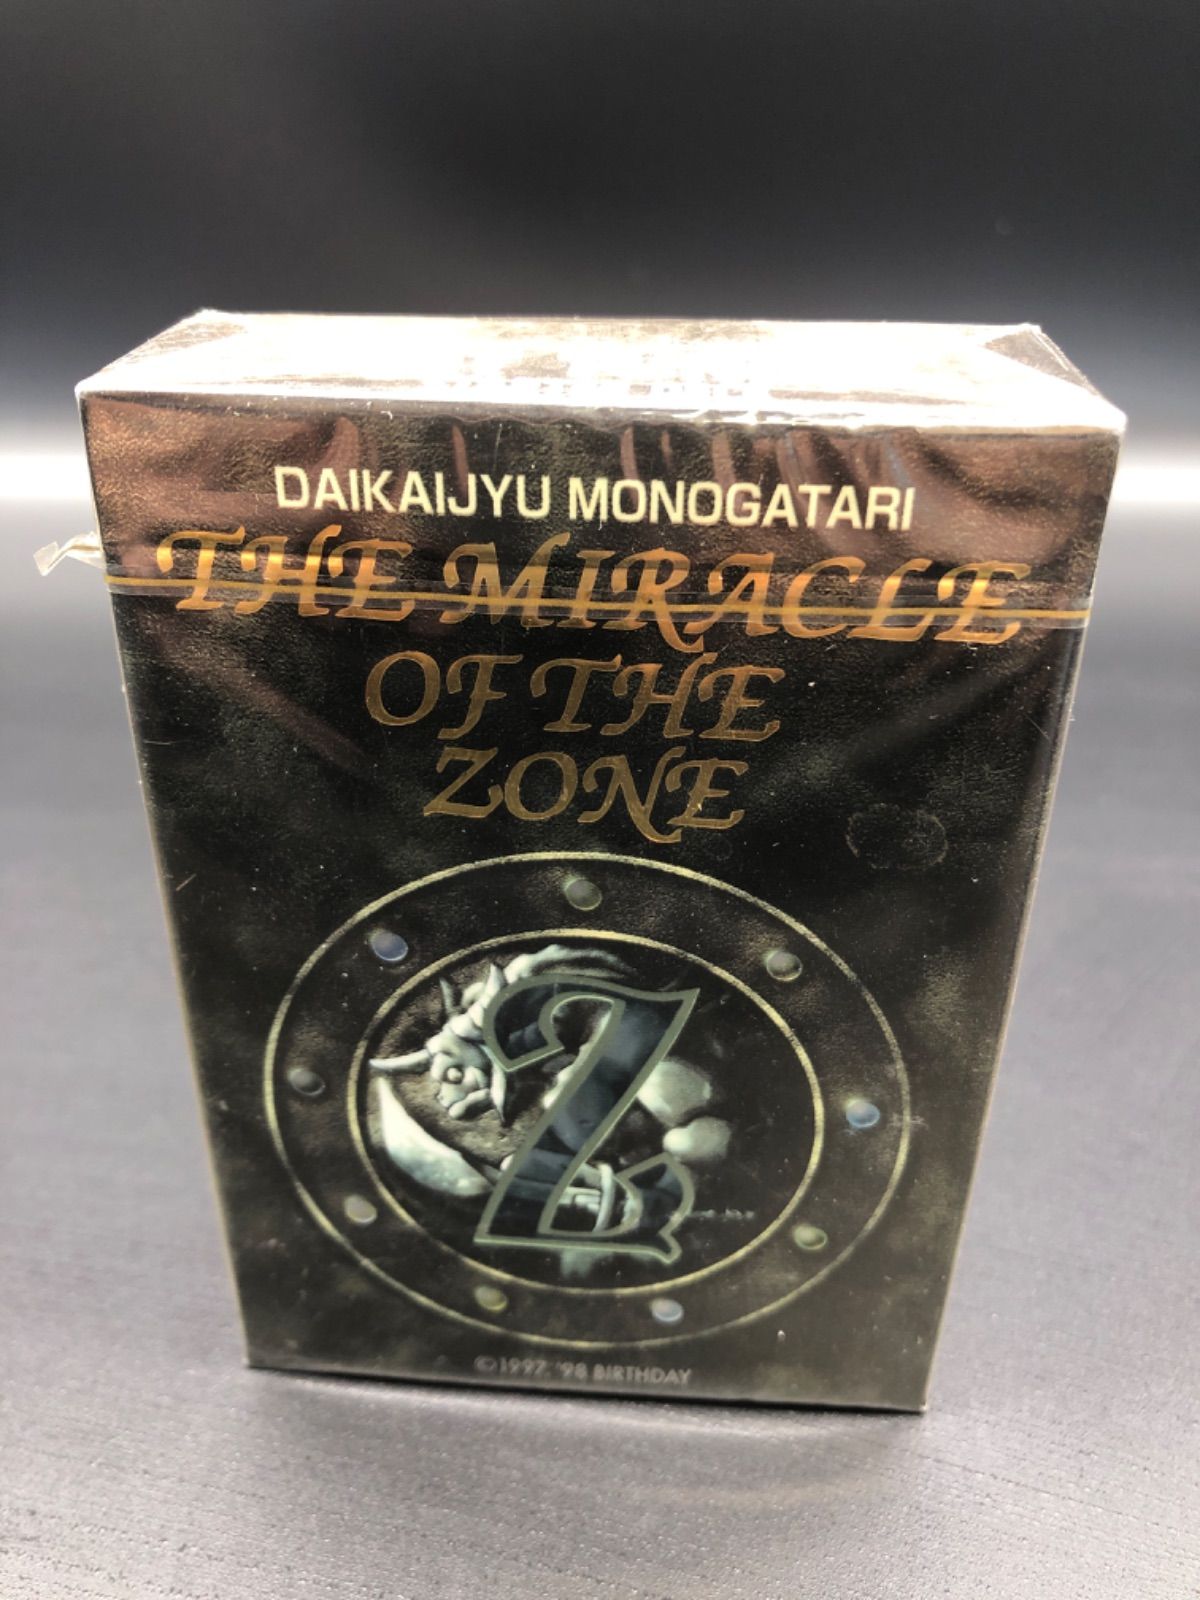 DAIKAIJYU MONOGATARI
THE MIRACLE
OF THE
ZONE
Z
©1997, '98 BIRTHDAY